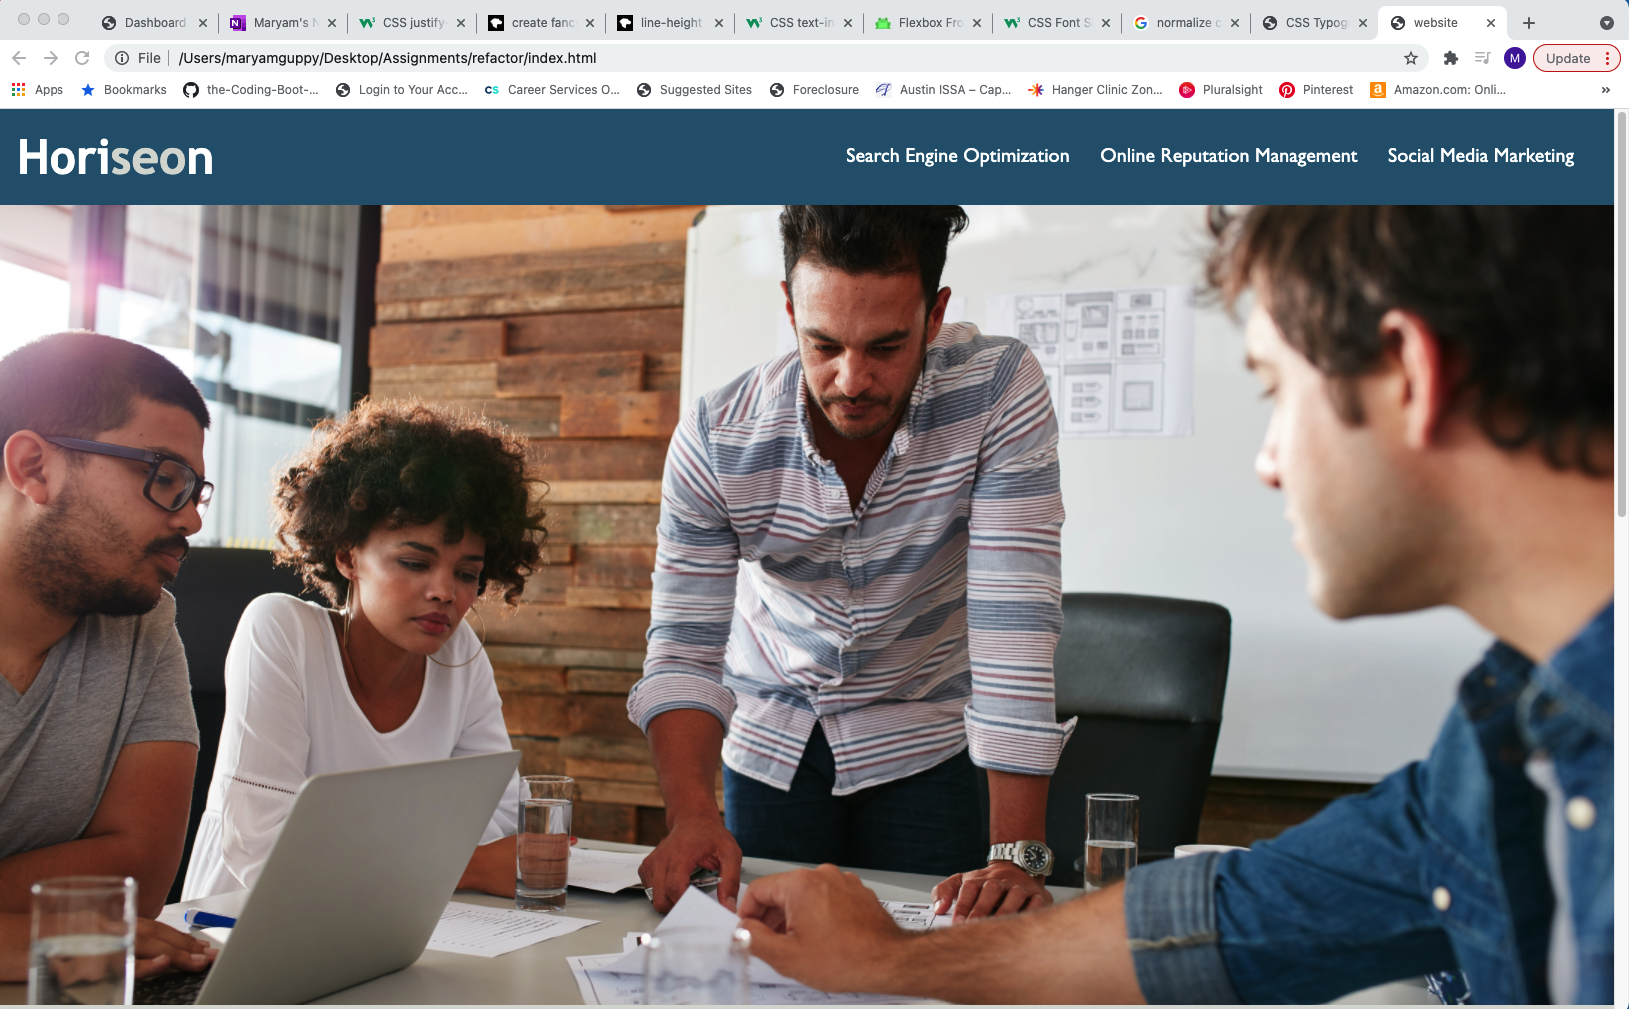 Dashboard Maryam's N CSS justify- create fanc line-height CSS text-in Flexbox Fro CSS Font S normalize c CSS Typog website
File /Users/maryamguppy/Desktop/Assignments/refactor/index.html M Update
Apps Bookmarks the-Coding-Boot-... Login to Your Acc... cs Career Services O... Suggested Sites Foreclosure Austin ISSA – Cap... Hanger Clinic Zon... Pluralsight Pinterest Amazon.com: Onli... »
Horiseon Search Engine Optimization Online Reputation Management Social Media Marketing